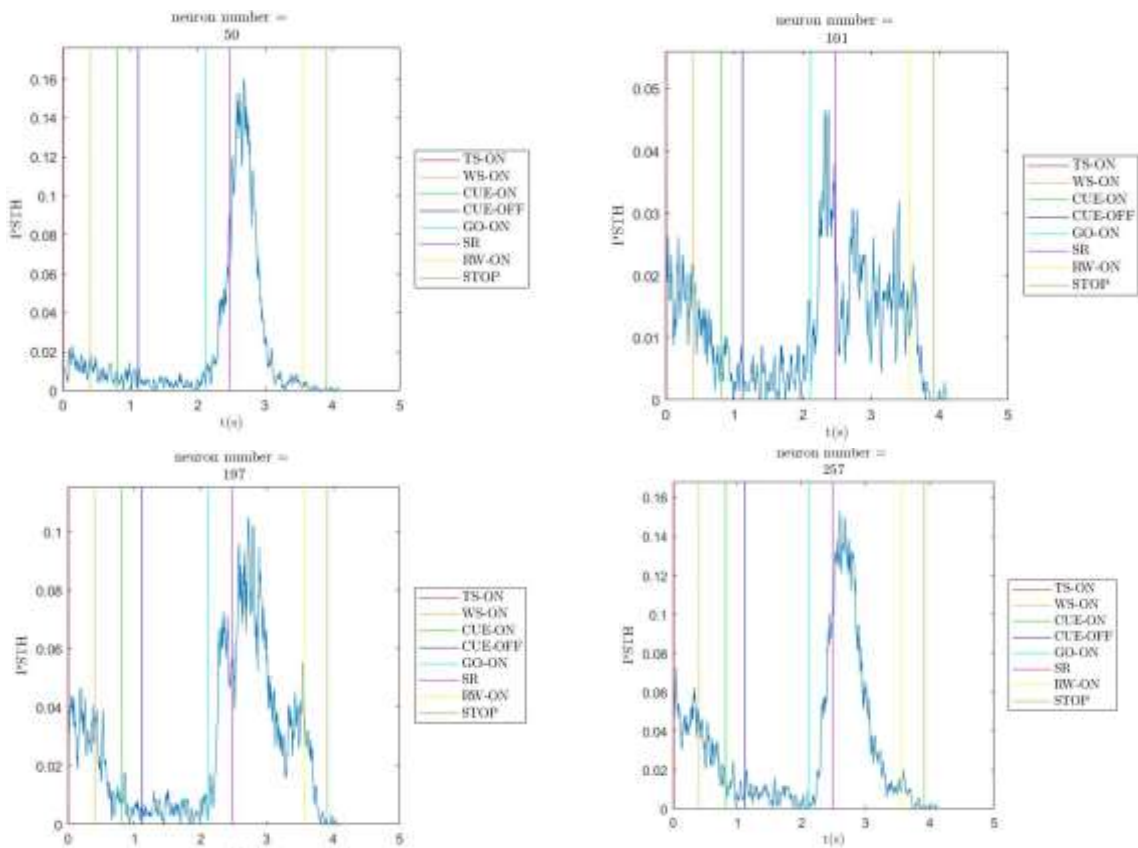 neuron number =
50
PSTH
0.16
0.14
0.12
0.1
0.08
0.06
0.04
0.02
0
0 1 2 3 4 5
t(s)
TS-ON
WS-ON
CUE-ON
CUE-OFF
GO-ON
SR
RW-ON
STOP
neuron number =
101
PSTH
0.05
0.04
0.03
0.02
0.01
0
0 1 2 3 4 5
t(s)
TS-ON
WS-ON
CUE-ON
CUE-OFF
GO-ON
SR
RW-ON
STOP
neuron number =
197
PSTH
0.1
0.08
0.06
0.04
0.02
0
0 1 2 3 4 5
t(s)
TS-ON
WS-ON
CUE-ON
CUE-OFF
GO-ON
SR
RW-ON
STOP
neuron number =
257
PSTH
0.16
0.14
0.12
0.1
0.08
0.06
0.04
0.02
0
0 1 2 3 4 5
t(s)
TS-ON
WS-ON
CUE-ON
CUE-OFF
GO-ON
SR
RW-ON
STOP